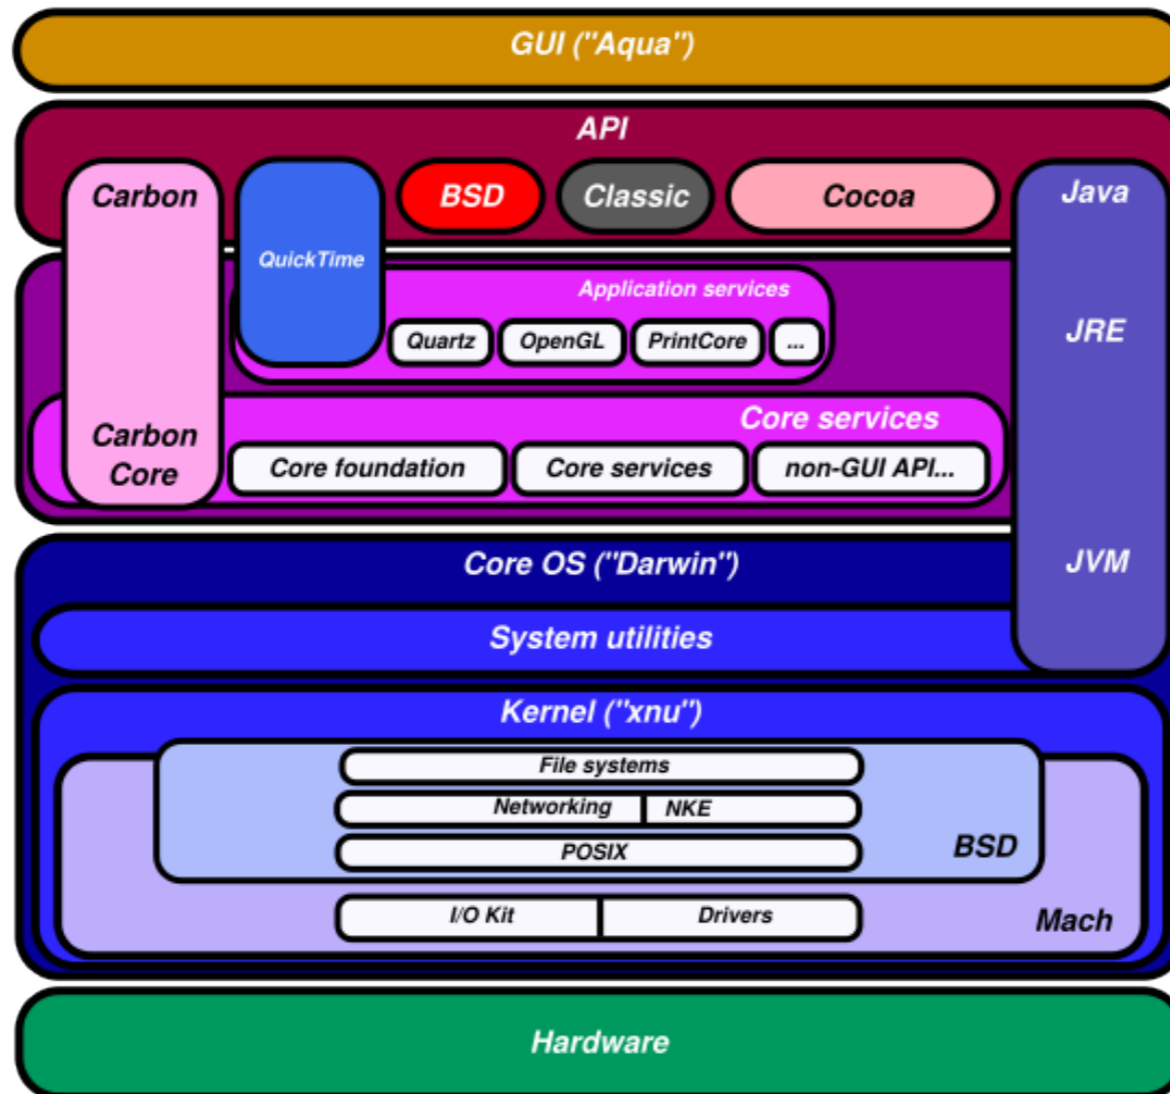 GUI ("Aqua")
API
Carbon
BSD
Classic
Cocoa
Java
QuickTime
Application services
JRE
Quartz
OpenGL
PrintCore
...
Core services
Carbon
Core
Core foundation
Core services
non-GUI API...
Core OS ("Darwin")
JVM
System utilities
Kernel ("xnu")
File systems
Networking
NKE
POSIX
BSD
I/O Kit
Drivers
Mach
Hardware